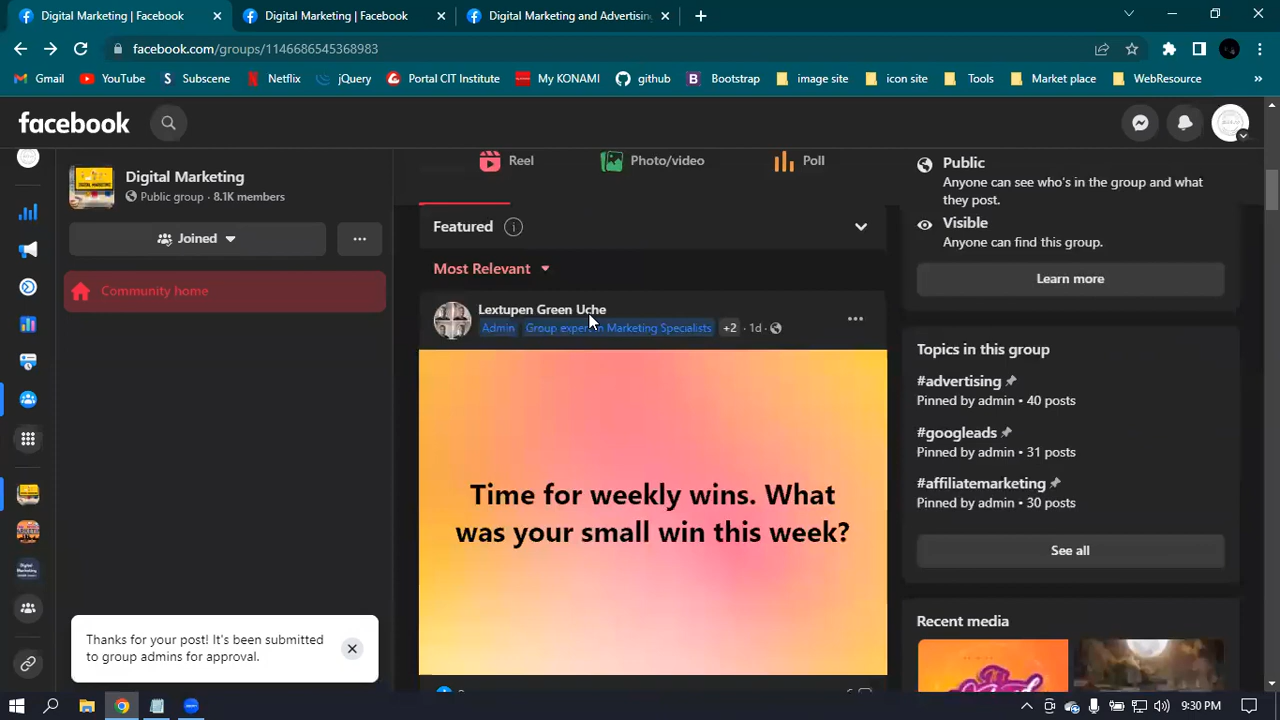 Digital Marketing | Facebook
Digital Marketing | Facebook
Digital Marketing and Advertising
facebook.com/groups/1146686545368983
Gmail
YouTube
Subscene
Netflix
jQuery
Portal CIT Institute
My KONAMI
github
Bootstrap
image site
icon site
Tools
Market place
WebResource
facebook
Digital Marketing
Public group • 8.1K members
Joined
Community home
Reel
Photo/video
Poll
Featured
Most Relevant
Lextupen Green Uche
Admin Group expert in Marketing Specialists +2 · 1d ·
Time for weekly wins. What
was your small win this week?
Public
Anyone can see who's in the group and what
they post.
Visible
Anyone can find this group.
Learn more
Topics in this group
#advertising
Pinned by admin • 40 posts
#googleads
Pinned by admin • 31 posts
#affiliatemarketing
Pinned by admin • 30 posts
See all
Recent media
Thanks for your post! It's been submitted
to group admins for approval.
9:30 PM